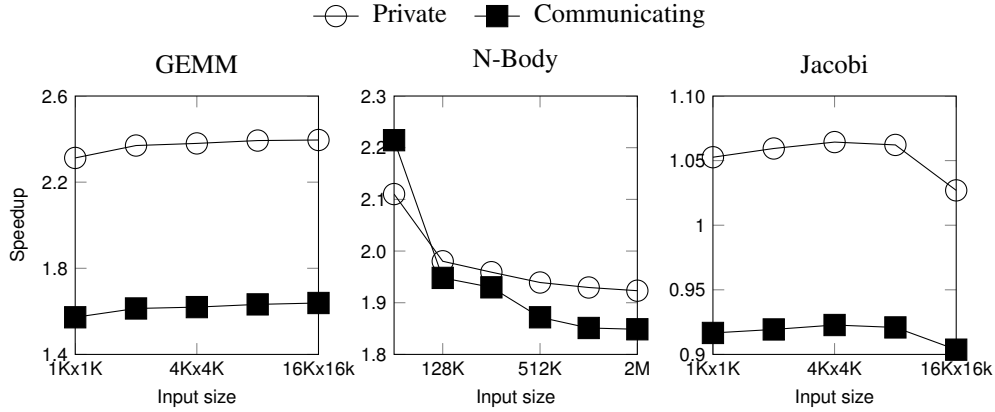 Private Communicating
GEMM
N-Body
Jacobi
Speedup
2.6
2.2
1.8
1.4
1Kx1K 4Kx4K 16Kx16k
Input size
2.3
2.2
2.1
2.0
1.9
1.8
128K 512K 2M
Input size
1.10
1.05
1
0.95
0.9
1Kx1K 4Kx4K 16Kx16k
Input size